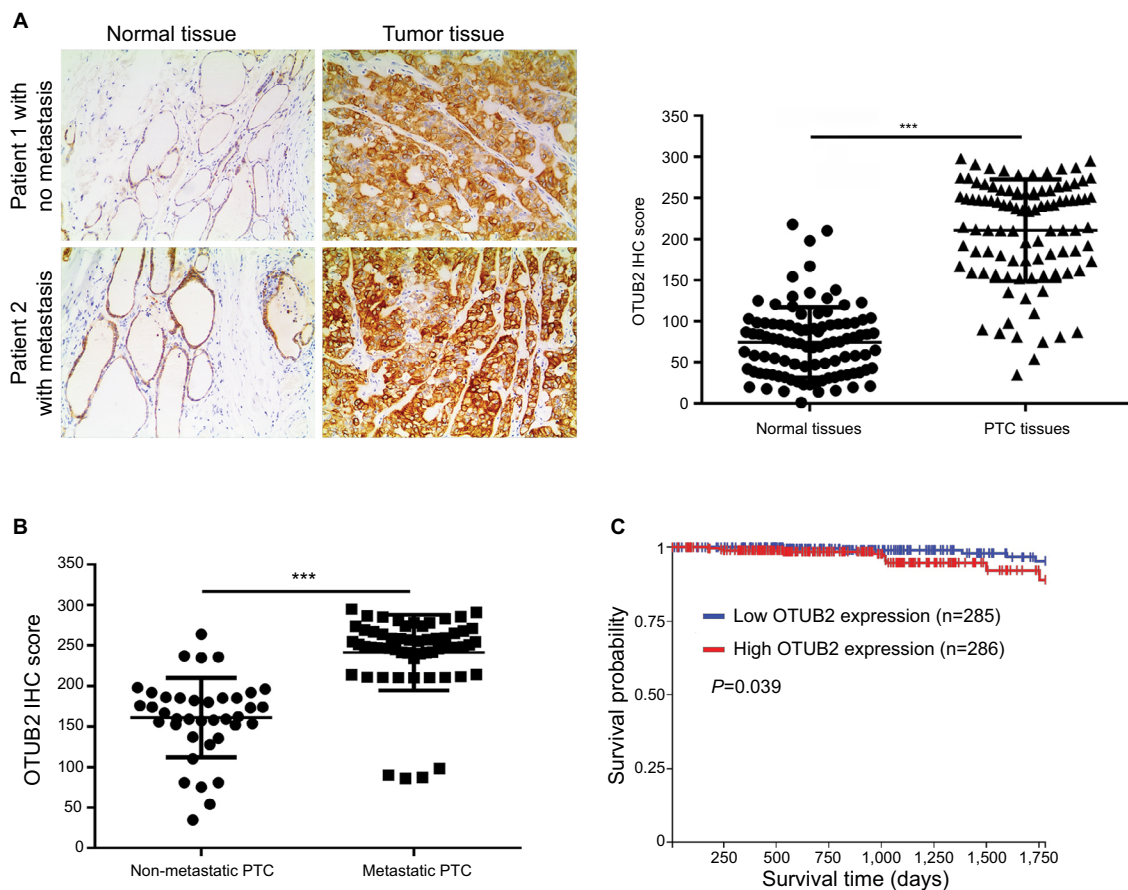 A
Normal tissue
Tumor tissue
Patient 1 with
no metastasis
Patient 2
with metastasis
OTUB2 IHC score
350
300
250
200
150
100
50
0
***
Normal tissues
PTC tissues
B
OTUB2 IHC score
350
300
250
200
150
100
50
0
***
Non-metastatic PTC
Metastatic PTC
C
Survival probability
1
0.75
0.50
0.25
0
Low OTUB2 expression (n=285)
High OTUB2 expression (n=286)
P=0.039
250
500
750
1,000
1,250
1,500
1,750
Survival time (days)